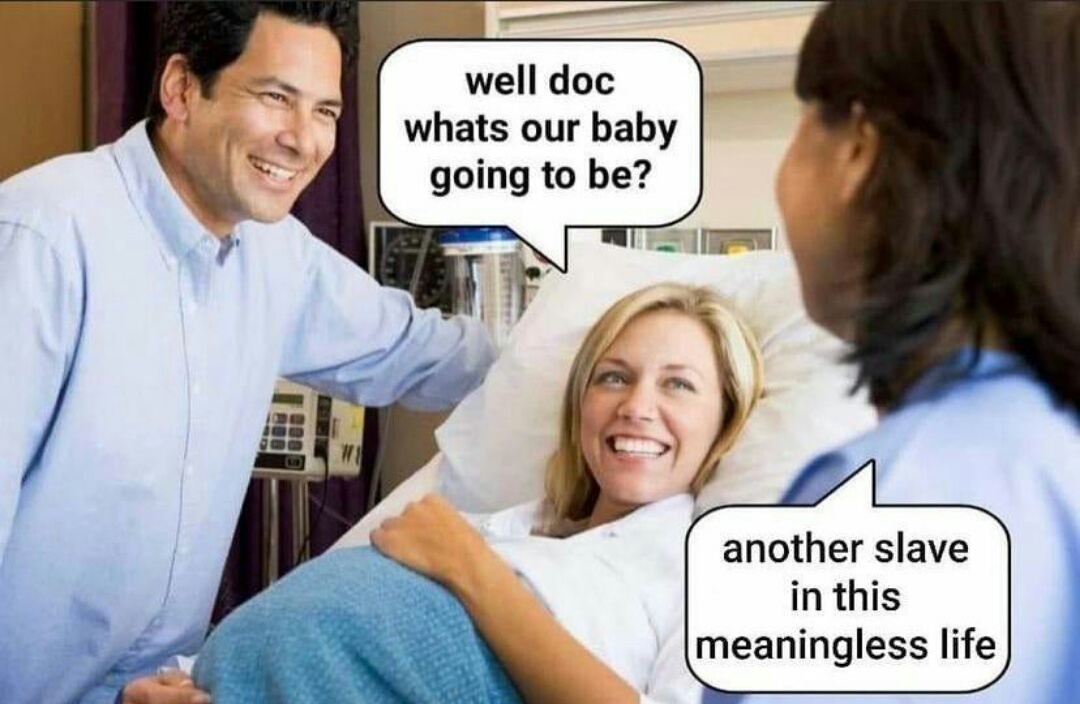 well doc
whats our baby
going to be?
another slave
in this
meaningless life